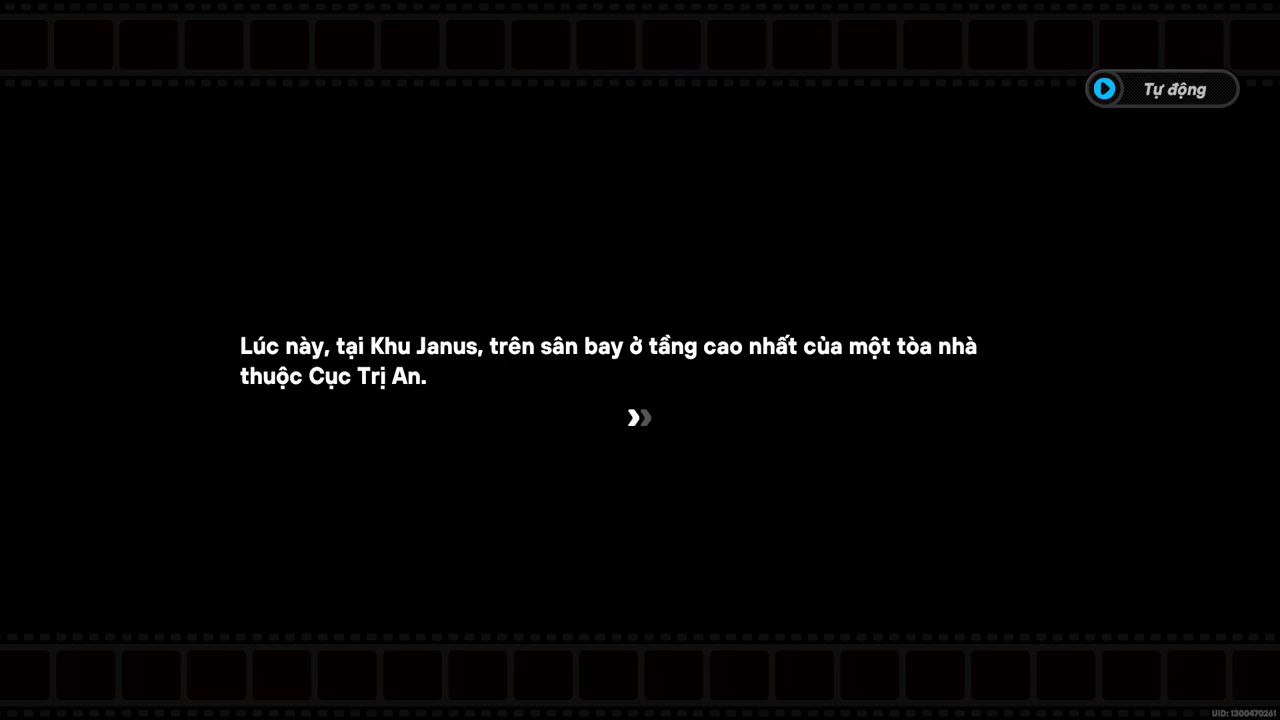 Tự động
Lúc này, tại Khu Janus, trên sân bay ở tầng cao nhất của một tòa nhà
thuộc Cục Trị An.
UID: 1300470261